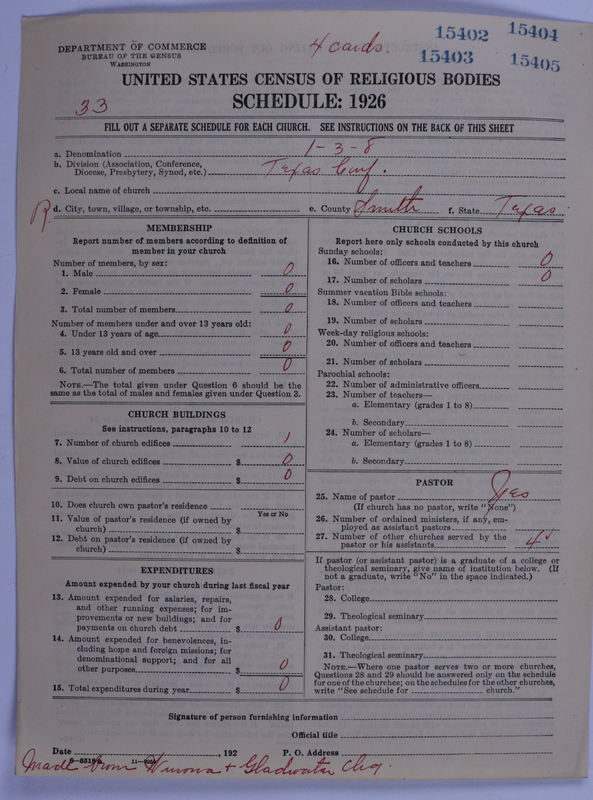 4 cards.
15402 15404
15403 15405
DEPARTMENT OF COMMERCE
BUREAU OF THE CENSUS
WASHINGTON
UNITED STATES CENSUS OF RELIGIOUS BODIES
33
SCHEDULE: 1926
FILL OUT A SEPARATE SCHEDULE FOR EACH CHURCH. SEE INSTRUCTIONS ON THE BACK OF THIS SHEET
a. Denomination 1-3-8
b. Division (Association, Conference,
Diocese, Presbytery, Synod, etc.) Texas Conf.
c. Local name of church
R d. City, town, village, or township, etc. e. County Smith f. State Texas
MEMBERSHIP
Report number of members according to definition of
member in your church
Number of members, by sex:
1. Male 0
2. Female 0
3. Total number of members 0
Number of members under and over 13 years old:
4. Under 13 years of age 0
5. 13 years old and over 0
6. Total number of members 0
NOTE.—The total given under Question 6 should be the
same as the total of males and females given under Question 3.
CHURCH BUILDINGS
See instructions, paragraphs 10 to 12
7. Number of church edifices 1
8. Value of church edifices $ 0
9. Debt on church edifices $ 0
10. Does church own pastor's residence
Yes or No
11. Value of pastor's residence (if owned by
church) $
12. Debt on pastor's residence (if owned by
church) $
EXPENDITURES
Amount expended by your church during last fiscal year
13. Amount expended for salaries, repairs,
and other running expenses; for im-
provements or new buildings; and for
payments on church debt $ 0
14. Amount expended for benevolences, in-
cluding home and foreign missions; for
denominational support; and for all
other purposes $ 0
15. Total expenditures during year $ 0
CHURCH SCHOOLS
Report here only schools conducted by this church
Sunday schools:
16. Number of officers and teachers 0
17. Number of scholars 0
Summer vacation Bible schools:
18. Number of officers and teachers
19. Number of scholars
Week-day religious schools:
20. Number of officers and teachers
21. Number of scholars
Parochial schools:
22. Number of administrative officers
23. Number of teachers—
a. Elementary (grades 1 to 8)
b. Secondary
24. Number of scholars—
a. Elementary (grades 1 to 8)
b. Secondary
PASTOR
25. Name of pastor Yes
(If church has no pastor, write "None")
26. Number of ordained ministers, if any, em-
ployed as assistant pastors
27. Number of other churches served by the
pastor or his assistants 4 ✓
If pastor (or assistant pastor) is a graduate of a college or
theological seminary, give name of institution below. (If
not a graduate, write "No" in the space indicated.)
Pastor:
28. College
29. Theological seminary
Assistant pastor:
30. College
31. Theological seminary
NOTE.—Where one pastor serves two or more churches,
Questions 28 and 29 should be answered only on the schedule
for one of the churches; on the schedules for the other churches,
write "See schedule for church."
Signature of person furnishing information
Official title
Date , 192 P. O. Address
Made from Winona + Gladwater Chg.